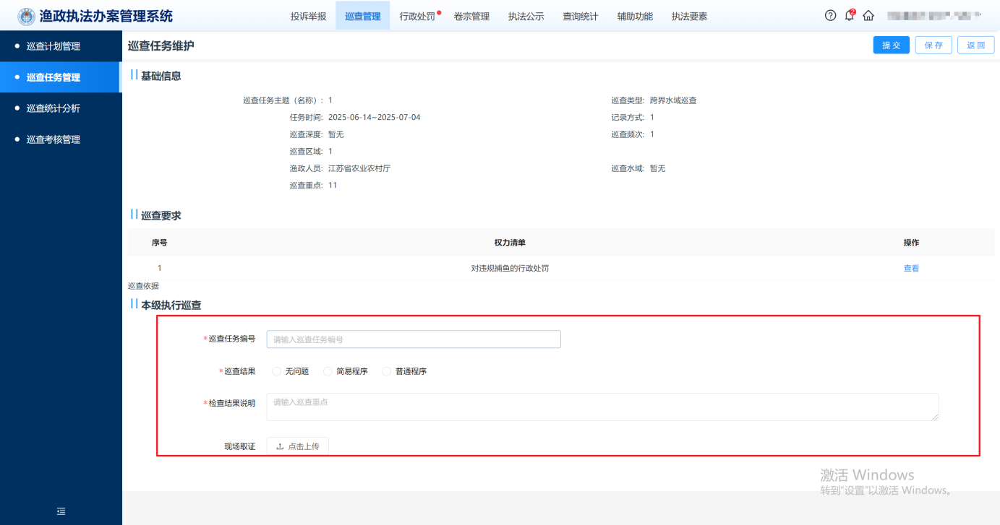 渔政执法办案管理系统
投诉举报 巡查管理 行政处罚 卷宗管理 执法公示 查询统计 辅助功能 执法要素
2
巡查计划管理
巡查任务管理
巡查统计分析
巡查考核管理
巡查任务维护
提 交 保 存 返 回
基础信息
巡查任务主题（名称）: 1 巡查类型: 跨界水域巡查
任务时间: 2025-06-14~2025-07-04 记录方式: 1
巡查深度: 暂无 巡查频次: 1
巡查区域: 1
渔政人员: 江苏省农业农村厅 巡查水域: 暂无
巡查重点: 11
巡查要求
序号 权力清单 操作
1 对违规捕鱼的行政处罚 查看
巡查依据
本级执行巡查
*巡查任务编号 请输入巡查任务编号
*巡查结果 无问题 简易程序 普通程序
*检查结果说明 请输入巡查重点
现场取证 点击上传
激活 Windows
转到"设置"以激活 Windows。